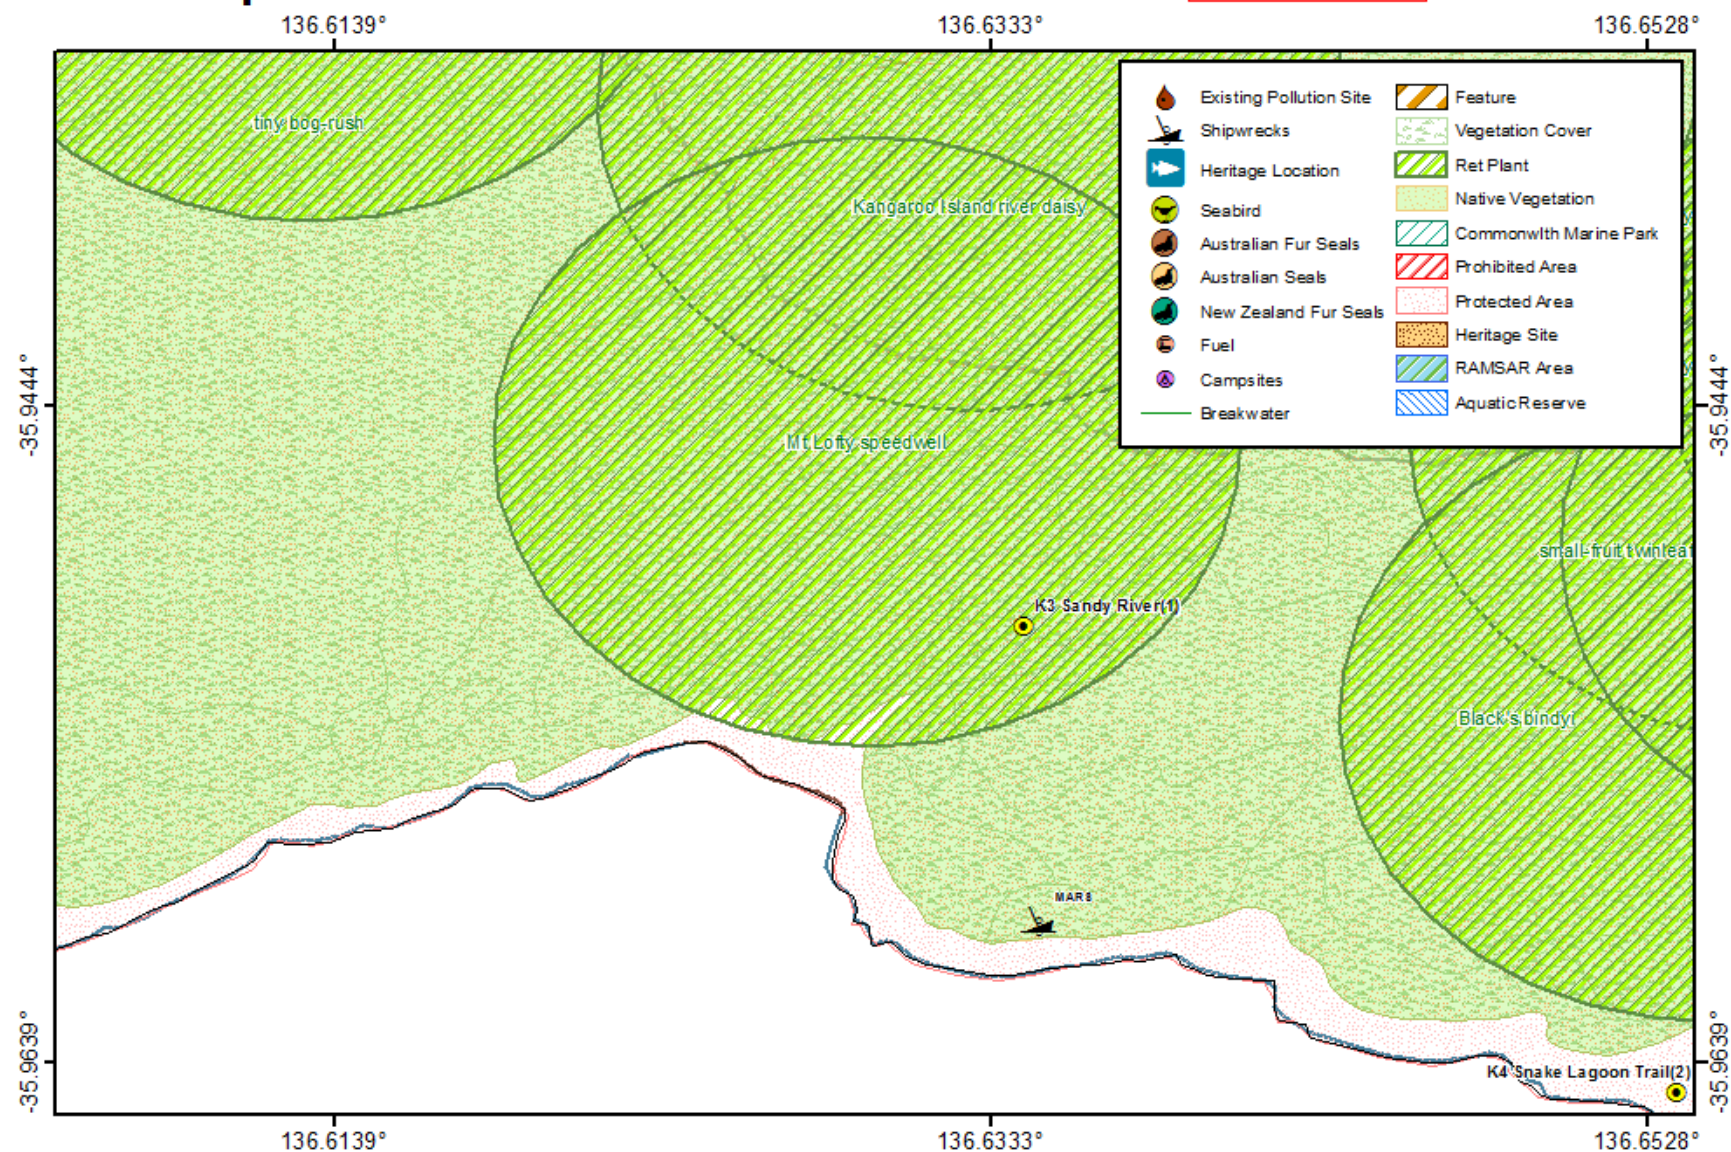 136.6139°
136.6333°
136.6528°
tiny bog-rush
Kangaroo Island river daisy
Mt Lofty speedwell
small-fruit twinleaf
Black's bindyi
K3 Sandy River(1)
MARS
K4 Snake Lagoon Trail(2)
Existing Pollution Site
Shipwrecks
Heritage Location
Seabird
Australian Fur Seals
Australian Seals
New Zealand Fur Seals
Fuel
Campsites
Breakwater
Feature
Vegetation Cover
Ret Plant
Native Vegetation
Commonwlth Marine Park
Prohibited Area
Protected Area
Heritage Site
RAMSAR Area
Aquatic Reserve
-35.9444°
-35.9444°
-35.9639°
-35.9639°
136.6139°
136.6333°
136.6528°